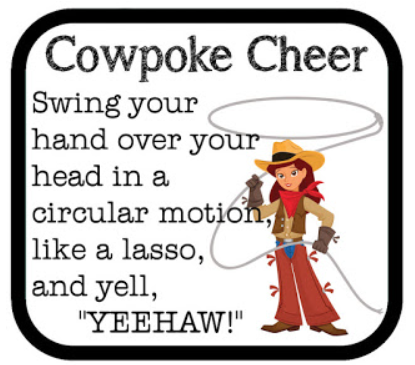 Cowpoke Cheer
Swing your
hand over your
head in a
circular motion,
like a lasso,
and yell,
"YEEHAW!"